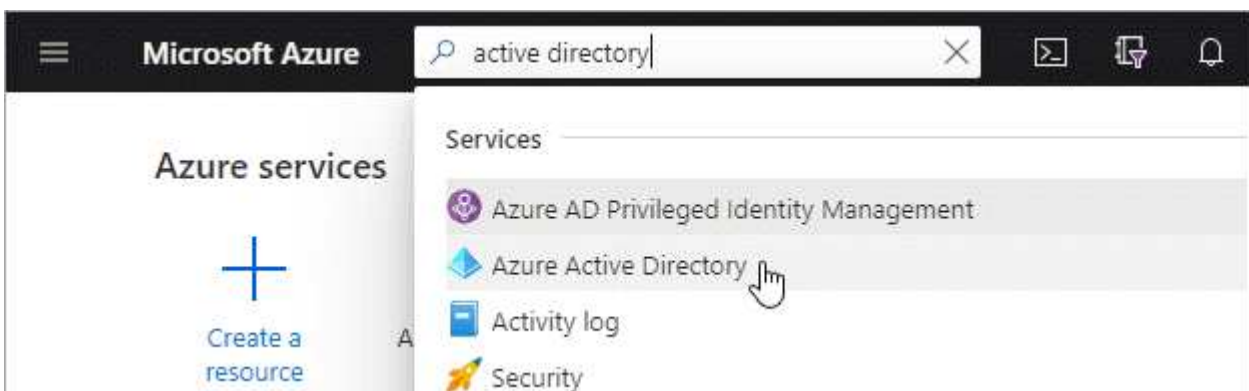 Microsoft Azure
active directory
Azure services
Services
Azure AD Privileged Identity Management
Azure Active Directory
Activity log
Security
Create a
resource
A